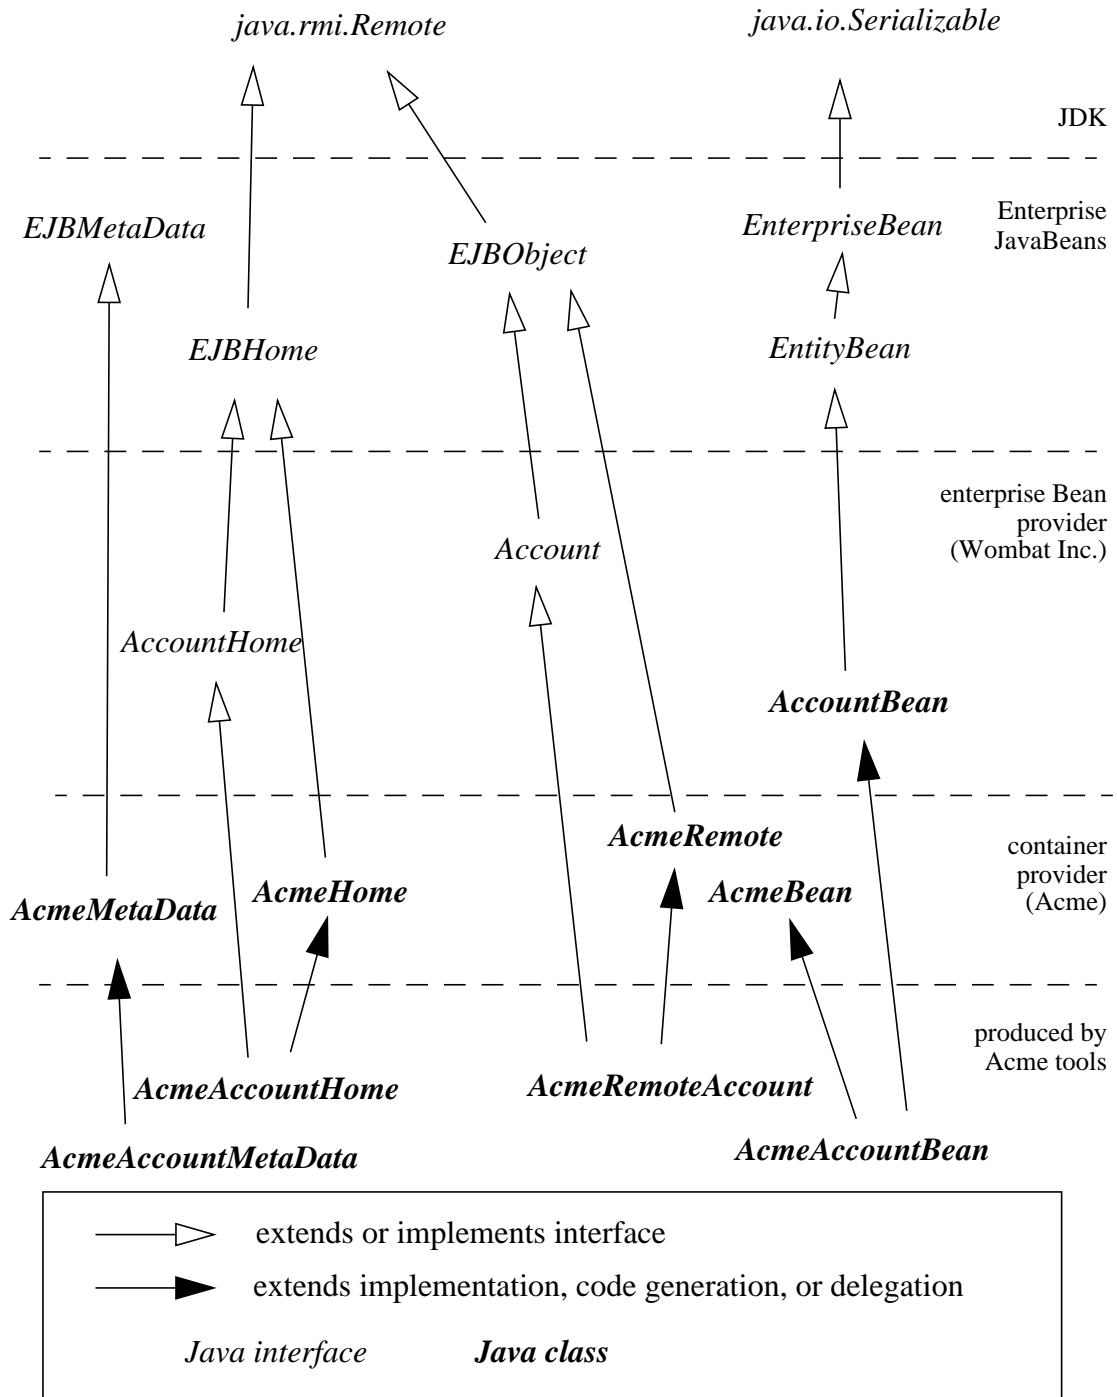 java.rmi.Remote
java.io.Serializable
JDK
EJBMetaData
EJBObject
EnterpriseBean
Enterprise
JavaBeans
EJBHome
EntityBean
enterprise Bean
provider
(Wombat Inc.)
Account
AccountHome
AccountBean
AcmeRemote
container
provider
(Acme)
AcmeMetaData
AcmeHome
AcmeBean
produced by
Acme tools
AcmeAccountHome
AcmeRemoteAccount
AcmeAccountMetaData
AcmeAccountBean
extends or implements interface
extends implementation, code generation, or delegation
Java interface
Java class